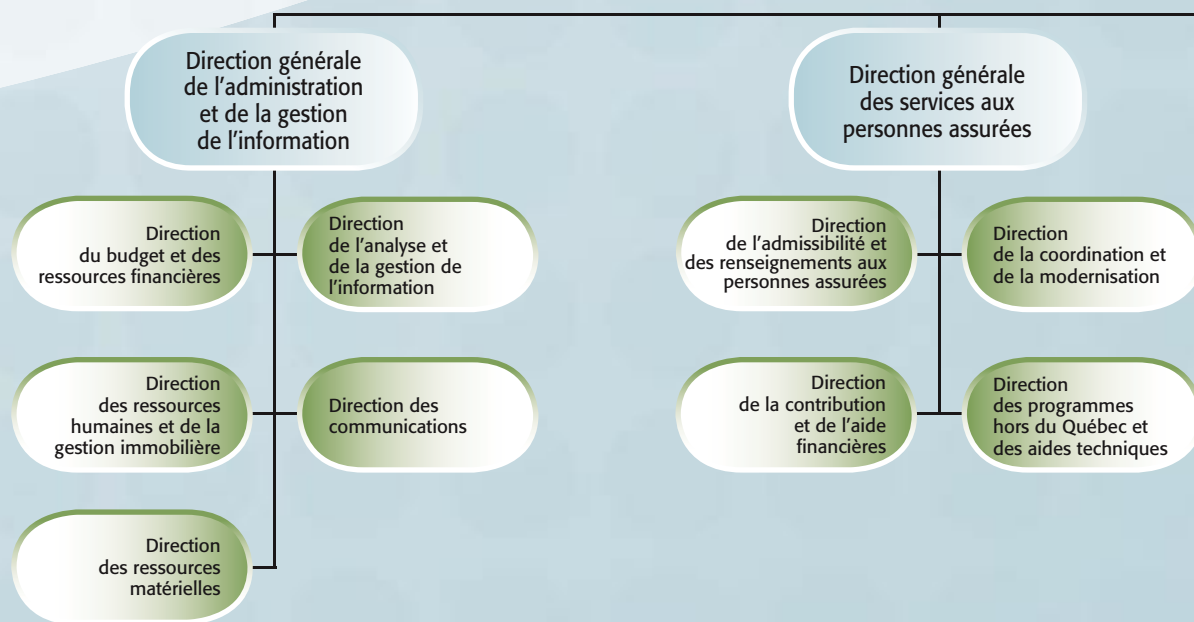 Direction générale
de l'administration
et de la gestion
de l'information
Direction
du budget et des
ressources financières
Direction
de l'analyse et
de la gestion de
l'information
Direction
des ressources
humaines et de la
gestion immobilière
Direction des
communications
Direction
des ressources
matérielles
Direction générale
des services aux
personnes assurées
Direction
de l'admissibilité et
des renseignements aux
personnes assurées
Direction
de la coordination et
de la modernisation
Direction
de la contribution
et de l'aide
financières
Direction
des programmes
hors du Québec et
des aides techniques